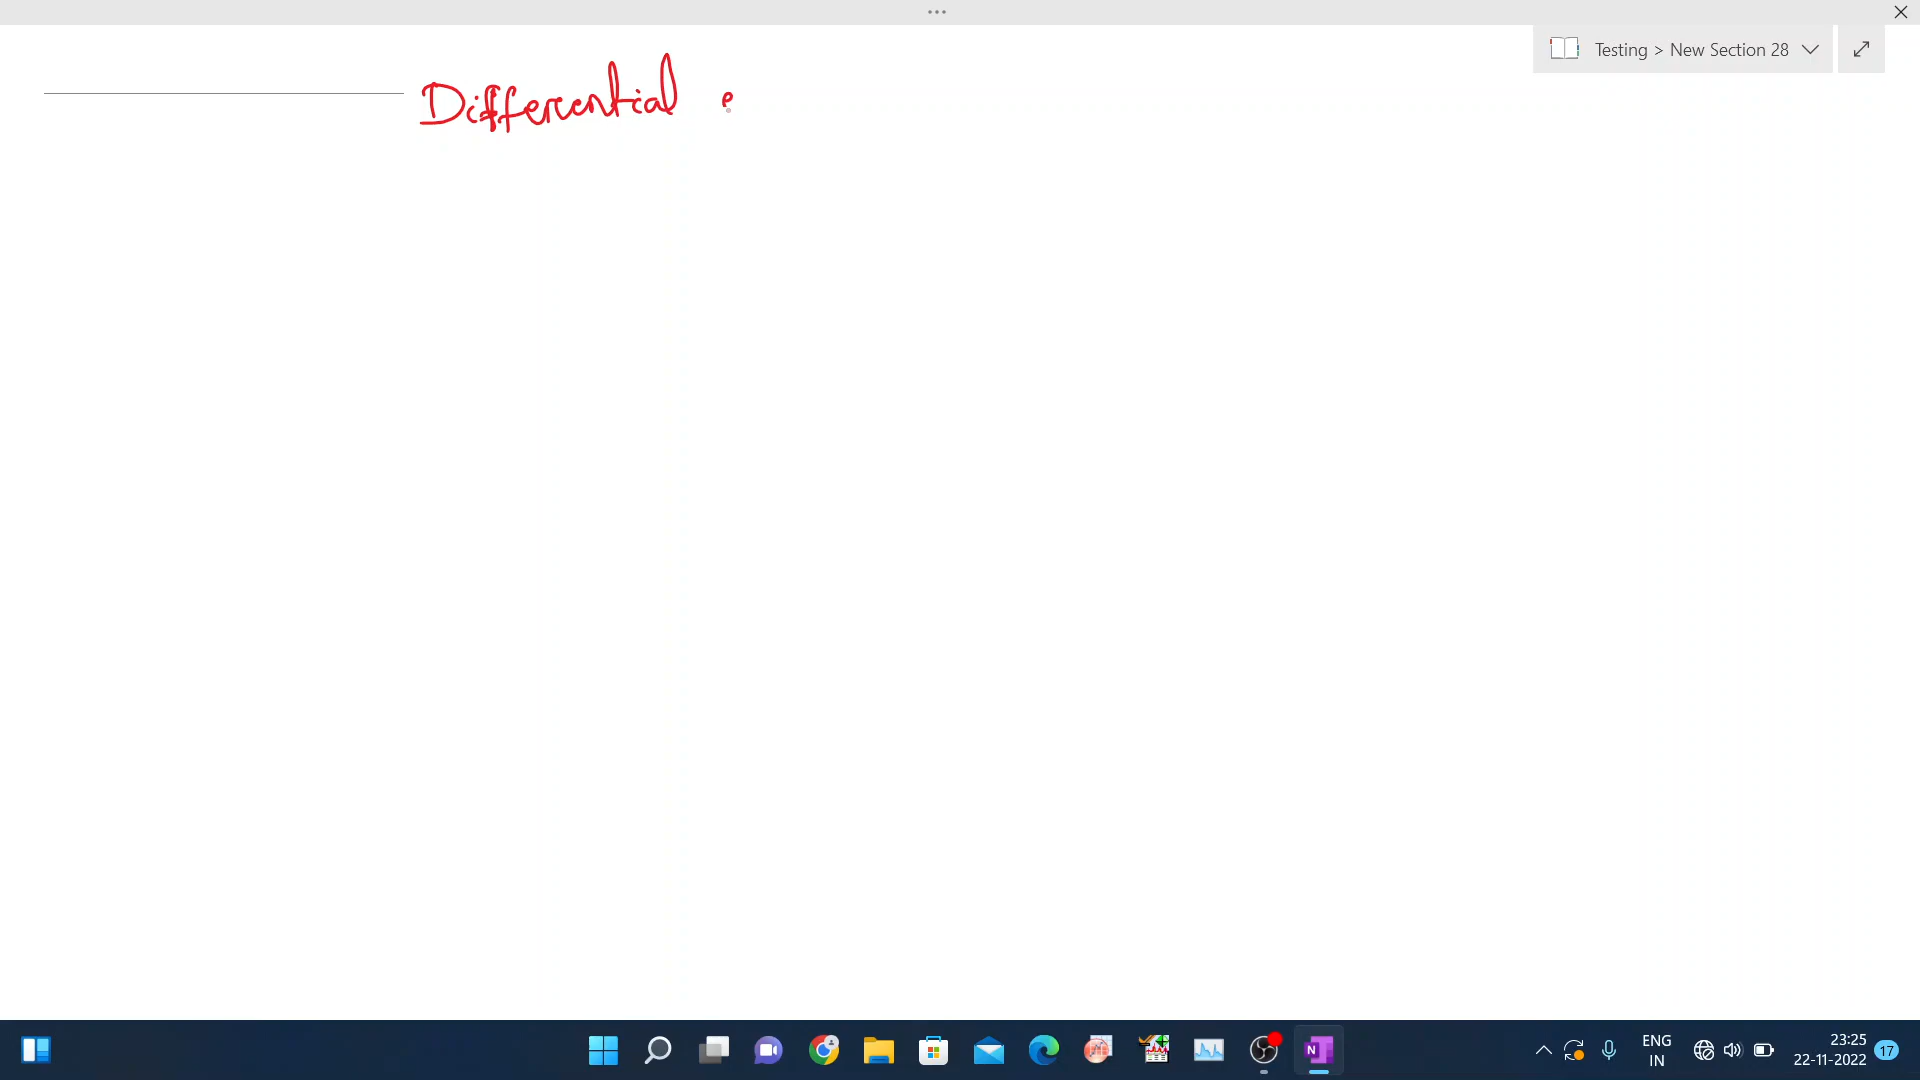 Testing > New Section 28
Differential e
ENG
IN
23:25
22-11-2022
17